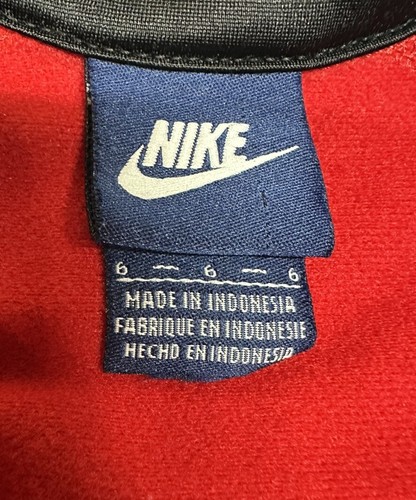 NIKE
6 — 6 — 6
MADE IN INDONESIA
FABRIQUE EN INDONESIE
HECHO EN INDONESIA